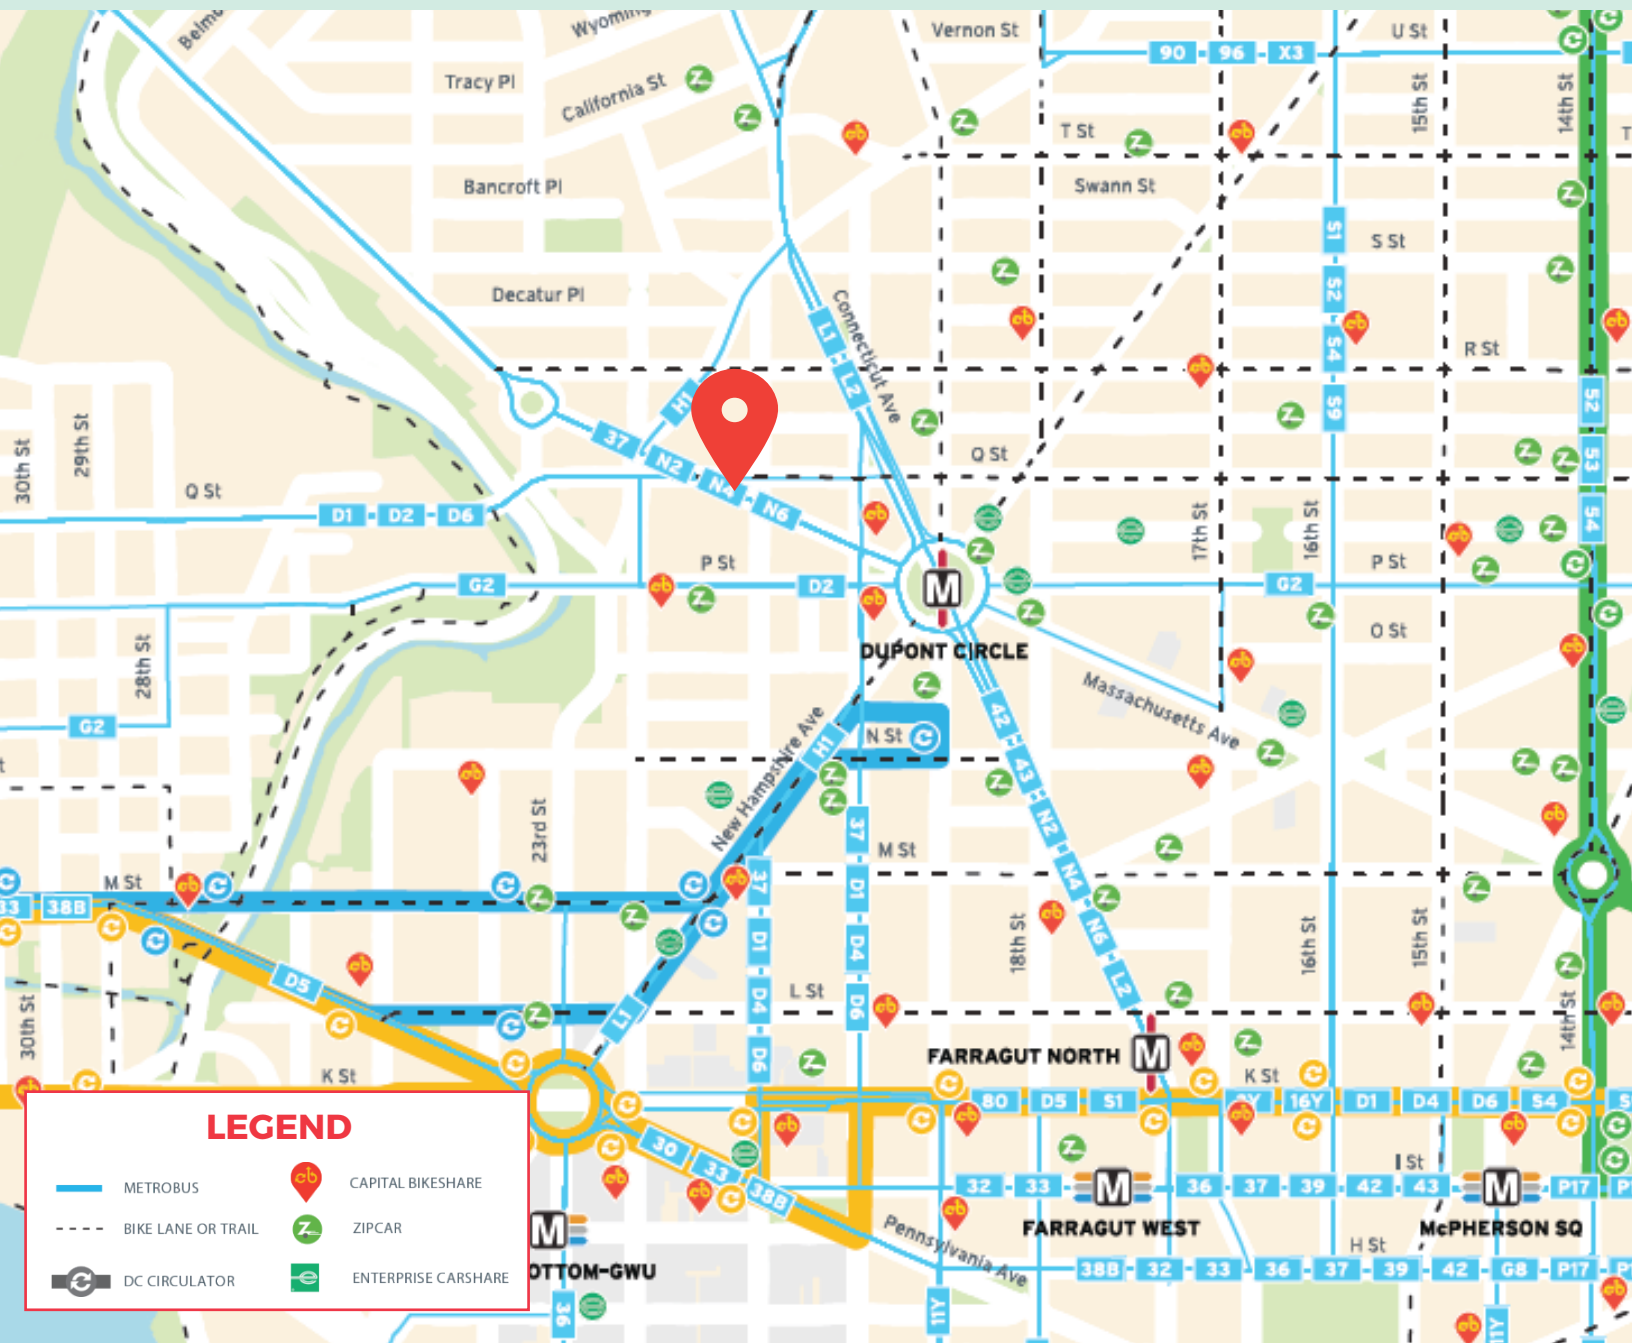 Belmo
Wyoming
Vernon St
U St
90 96 X3
Tracy Pl
California St
15th St
14th St
T St
T
Bancroft Pl
Swann St
S1
S St
S2
Decatur Pl
Connecticut Ave
L1
S4
R St
L2
H1
S9
52
30th St
29th St
37
N2
N4
N6
Q St
Q St
53
54
D1 D2 D6
17th St
16th St
P St
P St
G2
D2
G2
M
DUPONT CIRCLE
O St
28th St
Massachusetts Ave
G2
42
N St
H1
New Hampshire Ave
43
t
23rd St
N2
37
M St
M St
37
D1
N4
33 38B
18th St
16th St
15th St
N6
D1
D4
D5
L St
L2
30th St
D4
D6
L1
14th St
D6
FARRAGUT NORTH
M
K St
K St
80 D5 S1 16Y D1 D4 D6 S4 S
30
33
38B
I St
32 33
M
36 37 39 42 43
M
P17 P
FARRAGUT WEST
McPHERSON SQ
Pennsylvania Ave
H St
M
OTTOM-GWU
38B 32 33 36 37 39 42 G8 P17 P
36
11Y
11Y
LEGEND
METROBUS
CAPITAL BIKESHARE
BIKE LANE OR TRAIL
ZIPCAR
DC CIRCULATOR
ENTERPRISE CARSHARE